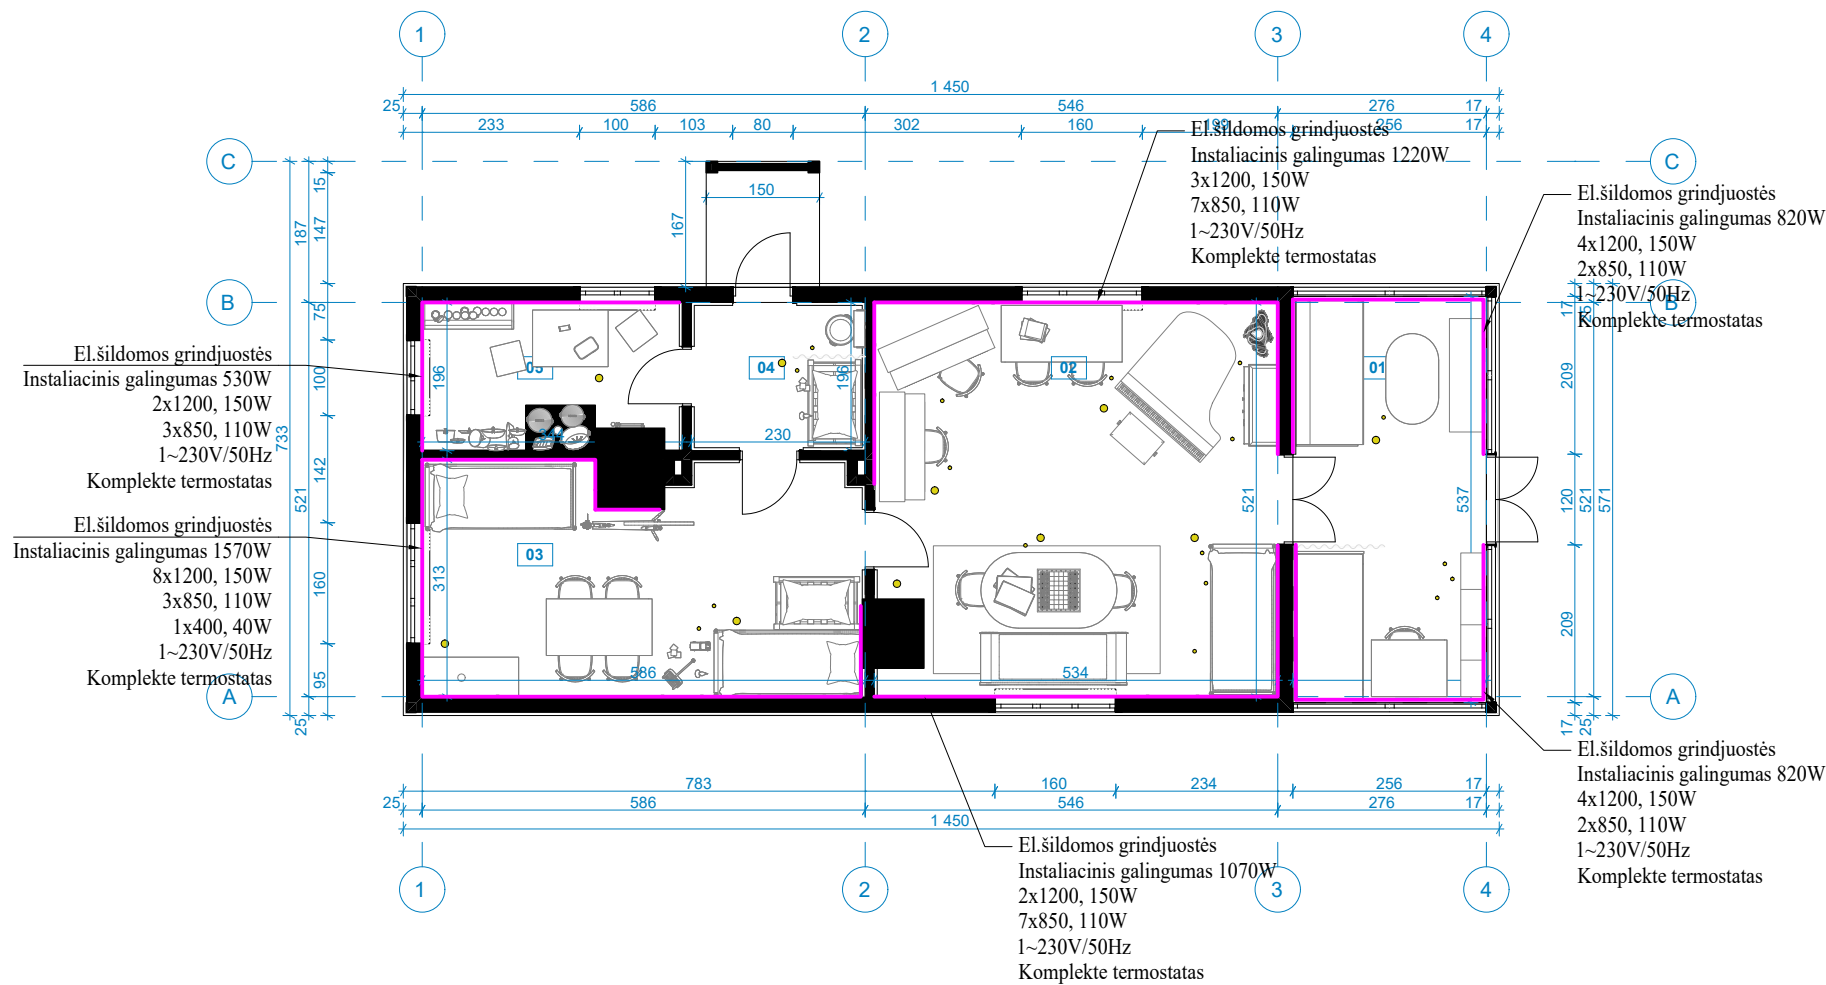 1
2
3
4
1 450
25
586
546
276
17
233
100
103
80
302
160
199
256
17
El.šildomos grindjuostės
Instaliacinis galingumas 1220W
3x1200, 150W
7x850, 110W
1~230V/50Hz
Komplekte termostatas
C
C
15
147
187
167
150
El.šildomos grindjuostės
Instaliacinis galingumas 820W
4x1200, 150W
2x850, 110W
1~230V/50Hz
Komplekte termostatas
B
B
75
17
25
El.šildomos grindjuostės
Instaliacinis galingumas 530W
2x1200, 150W
3x850, 110W
1~230V/50Hz
Komplekte termostatas
100
196
05
04
196
02
01
209
733
142
344
230
521
521
537
120
521
571
El.šildomos grindjuostės
Instaliacinis galingumas 1570W
8x1200, 150W
3x850, 110W
1x400, 40W
1~230V/50Hz
Komplekte termostatas
03
313
160
209
95
586
534
A
A
25
17
25
El.šildomos grindjuostės
Instaliacinis galingumas 820W
4x1200, 150W
2x850, 110W
1~230V/50Hz
Komplekte termostatas
783
160
234
256
17
25
586
546
276
17
1 450
El.šildomos grindjuostės
Instaliacinis galingumas 1070W
2x1200, 150W
7x850, 110W
1~230V/50Hz
Komplekte termostatas
1
2
3
4